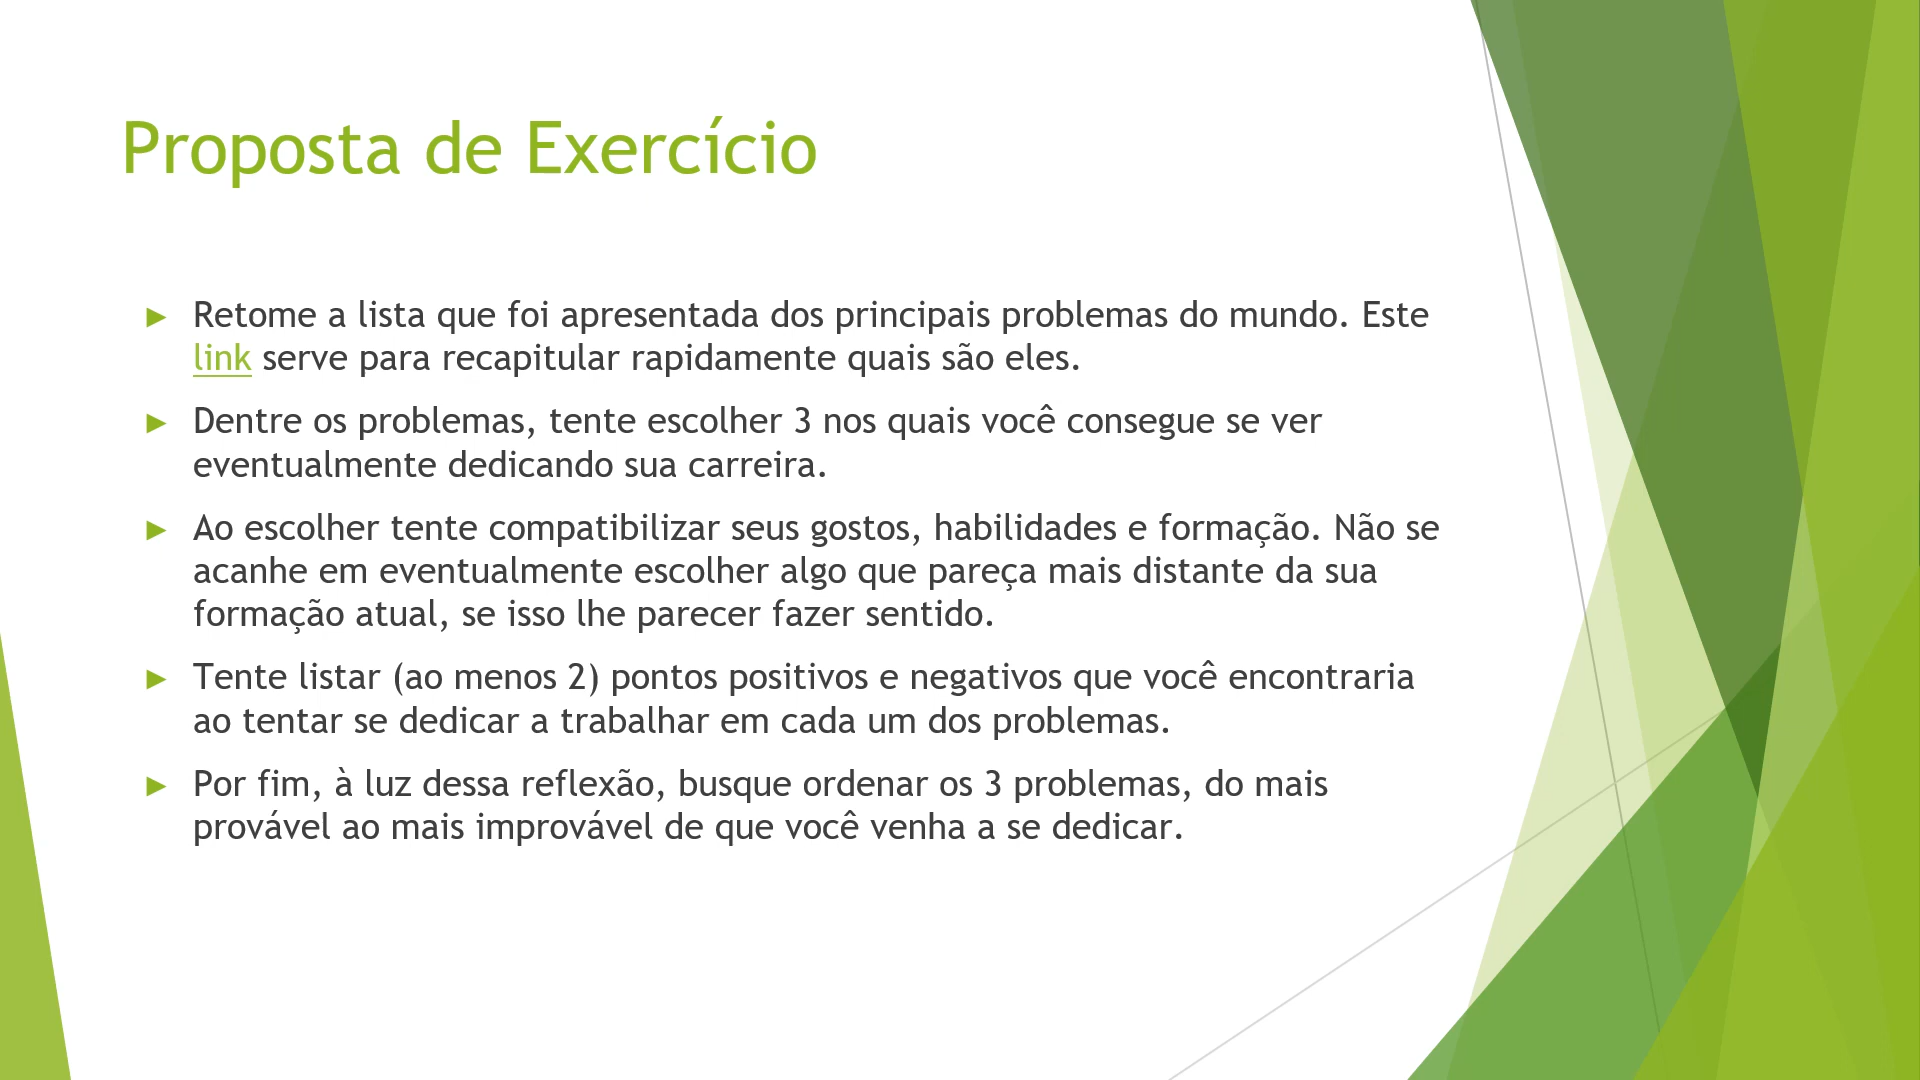 Proposta de Exercício
► Retome a lista que foi apresentada dos principais problemas do mundo. Este
link serve para recapitular rapidamente quais são eles.
► Dentre os problemas, tente escolher 3 nos quais você consegue se ver
eventualmente dedicando sua carreira.
► Ao escolher tente compatibilizar seus gostos, habilidades e formação. Não se
acanhe em eventualmente escolher algo que pareça mais distante da sua
formação atual, se isso lhe parecer fazer sentido.
► Tente listar (ao menos 2) pontos positivos e negativos que você encontraria
ao tentar se dedicar a trabalhar em cada um dos problemas.
► Por fim, à luz dessa reflexão, busque ordenar os 3 problemas, do mais
provável ao mais improvável de que você venha a se dedicar.